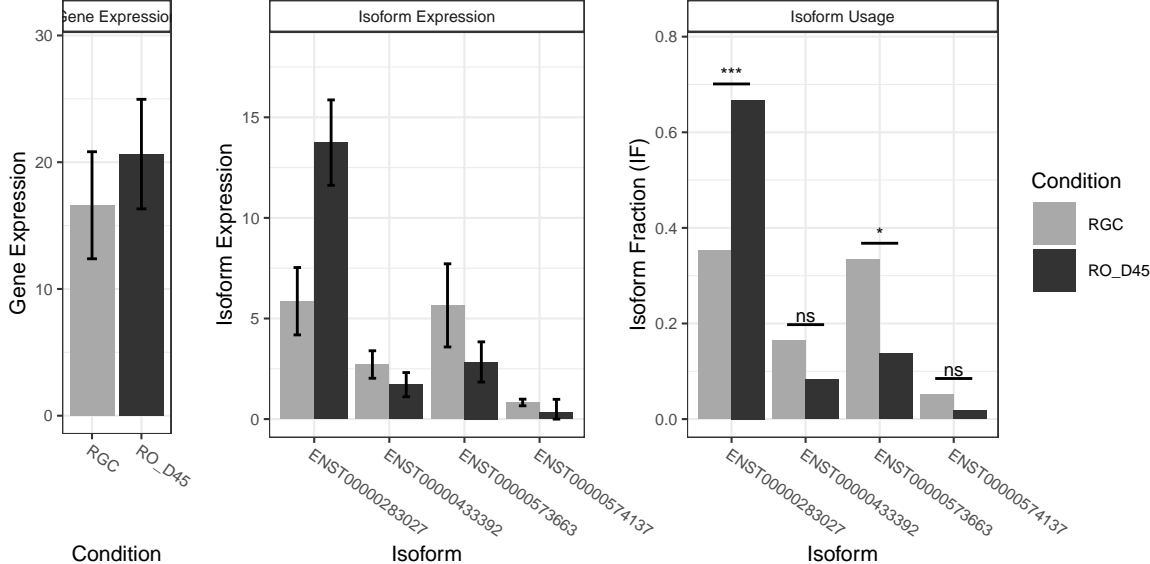 Gene Expression
Isoform Expression
Isoform Usage
Gene Expression
30
20
10
0
RGC
RO_D45
Condition
Isoform Expression
15
10
5
0
ENST00000283027
ENST00000433392
ENST00000573663
ENST00000574137
Isoform
Isoform Fraction (IF)
0.8
0.6
0.4
0.2
0.0
***
ns
*
ns
ENST00000283027
ENST00000433392
ENST00000573663
ENST00000574137
Isoform
Condition
RGC
RO_D45